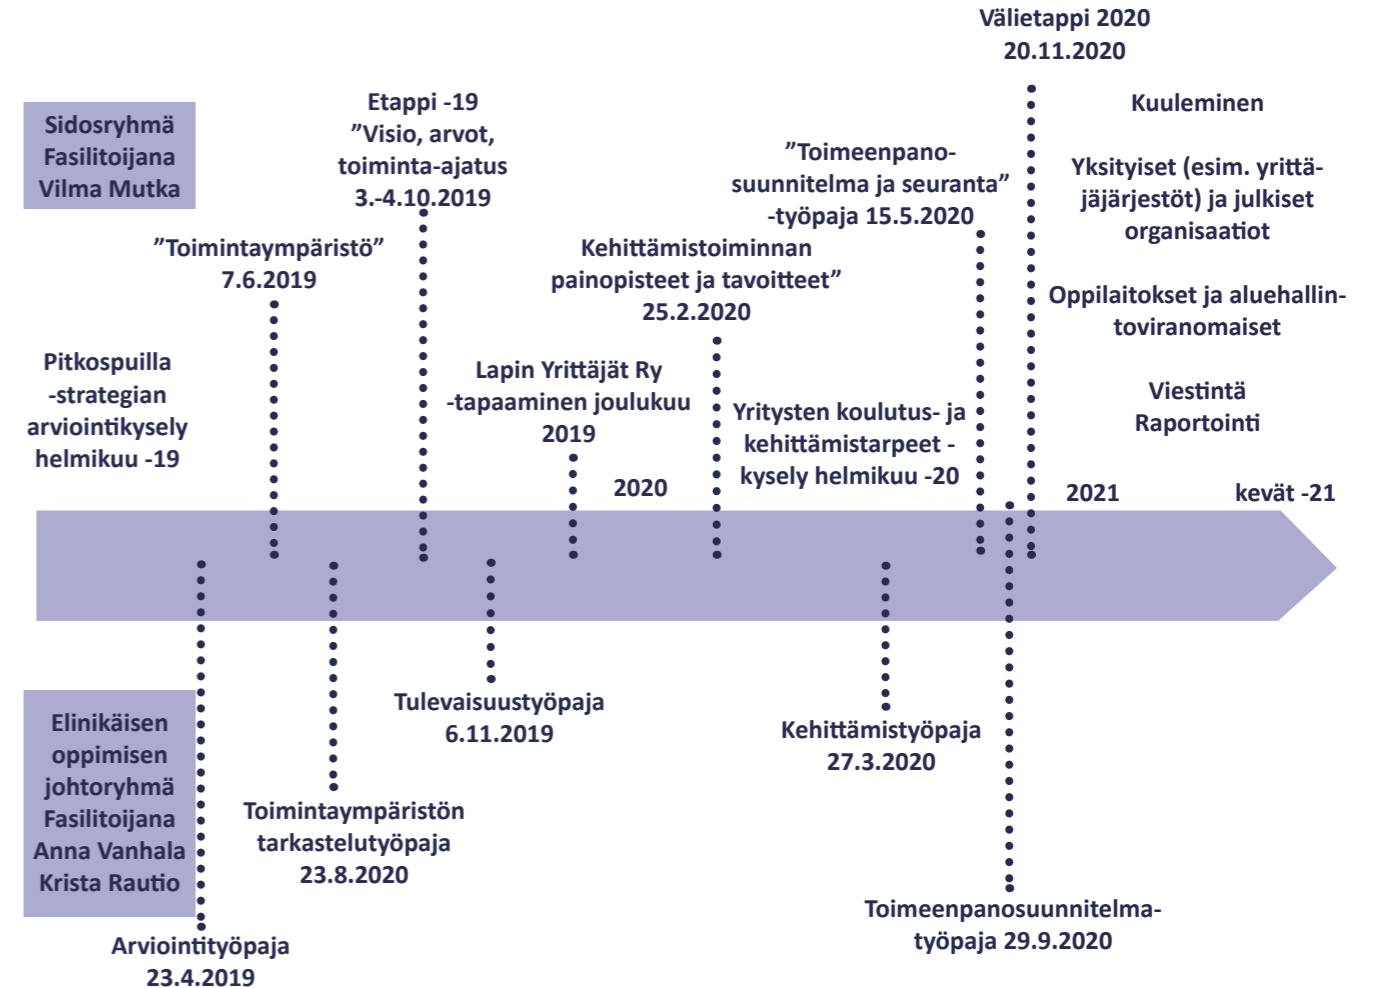 Välietappi 2020
20.11.2020
Sidosryhmä
Fasilitoijana
Vilma Mutka
Etappi -19
”Visio, arvot,
toiminta-ajatus
3.-4.10.2019
”Toimeenpano-
suunnitelma ja seuranta”
-työpaja 15.5.2020
Kuuleminen
Yksityiset (esim. yrittä-
jäjärjestöt) ja julkiset
organisaatiot
Oppilaitokset ja aluehallin-
toviranomaiset
Viestintä
Raportointi
”Toimintaympäristö”
7.6.2019
Kehittämistoiminnan
painopisteet ja tavoitteet”
25.2.2020
Pitkospuilla
-strategian
arviointikysely
helmikuu -19
Lapin Yrittäjät Ry
-tapaaminen joulukuu
2019
Yritysten koulutus- ja
kehittämistarpeet -
kysely helmikuu -20
2020
2021
kevät -21
Elinikäisen
oppimisen
johtoryhmä
Fasilitoijana
Anna Vanhala
Krista Rautio
Tulevaisuustyöpaja
6.11.2019
Kehittämistyöpaja
27.3.2020
Toimintaympäristön
tarkastelutyöpaja
23.8.2020
Toimeenpanosuunnitelma-
työpaja 29.9.2020
Arviointityöpaja
23.4.2019